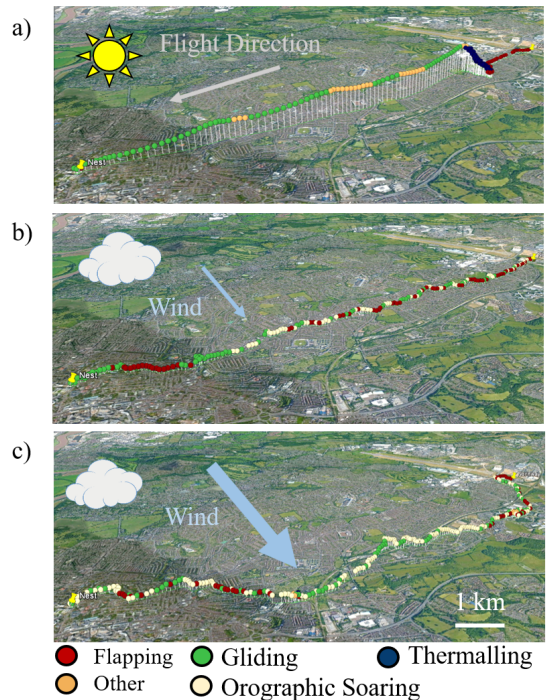 a)
Flight Direction
Nest
b)
Wind
Nest
c)
Wind
Nest
1 km
Flapping
Gliding
Thermalling
Other
Orographic Soaring